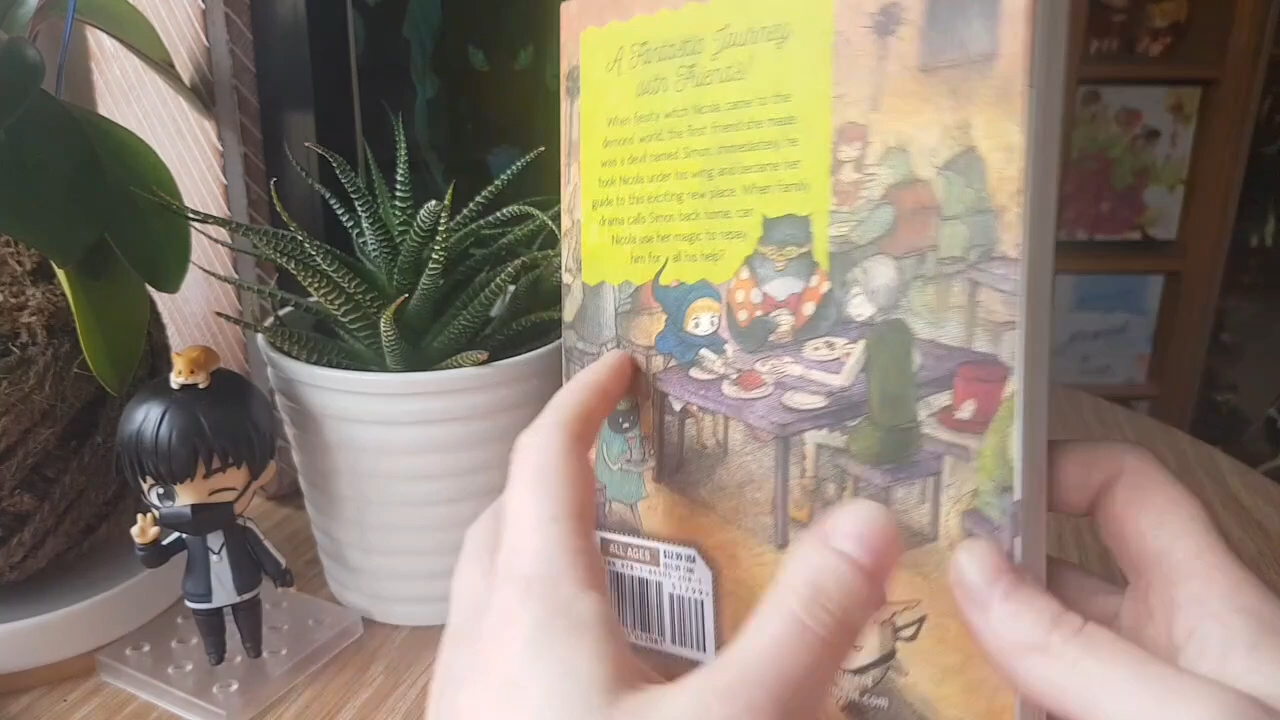 A Fantastic Journey
with Friends!
When feisty witch Nicola came to the
demons' world, the first friend she made
was a devil named Simon. Immediately, he
took Nicola under his wing and became her
guide to this exciting new place. When family
drama calls Simon back home, can
Nicola use her magic to repay
him for all his help?
ALL AGES
$12.99 USA